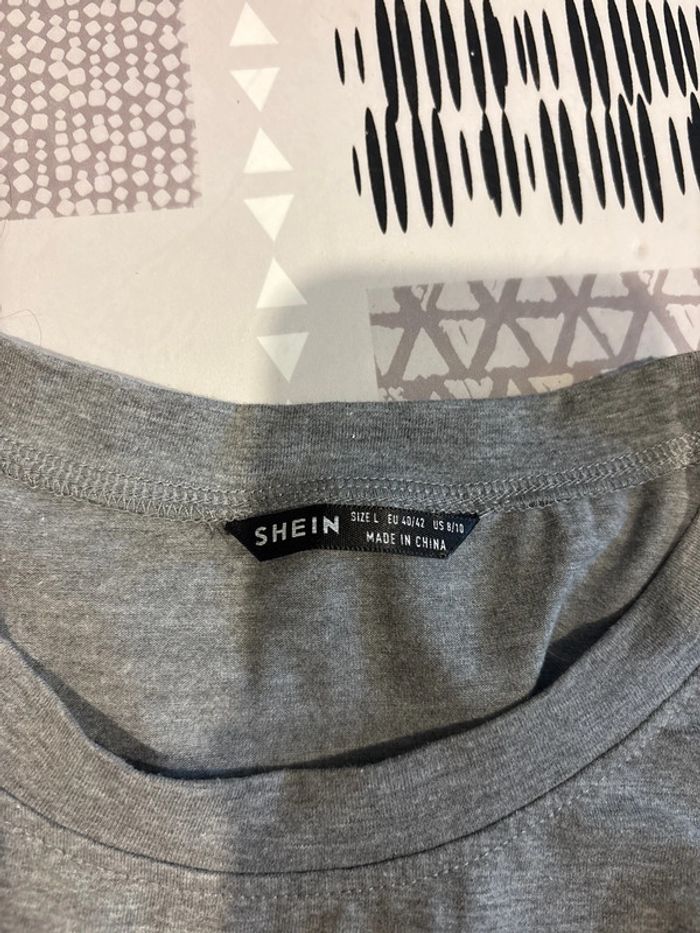 SHEIN
SIZE L EU 40/42 US 8/10
MADE IN CHINA